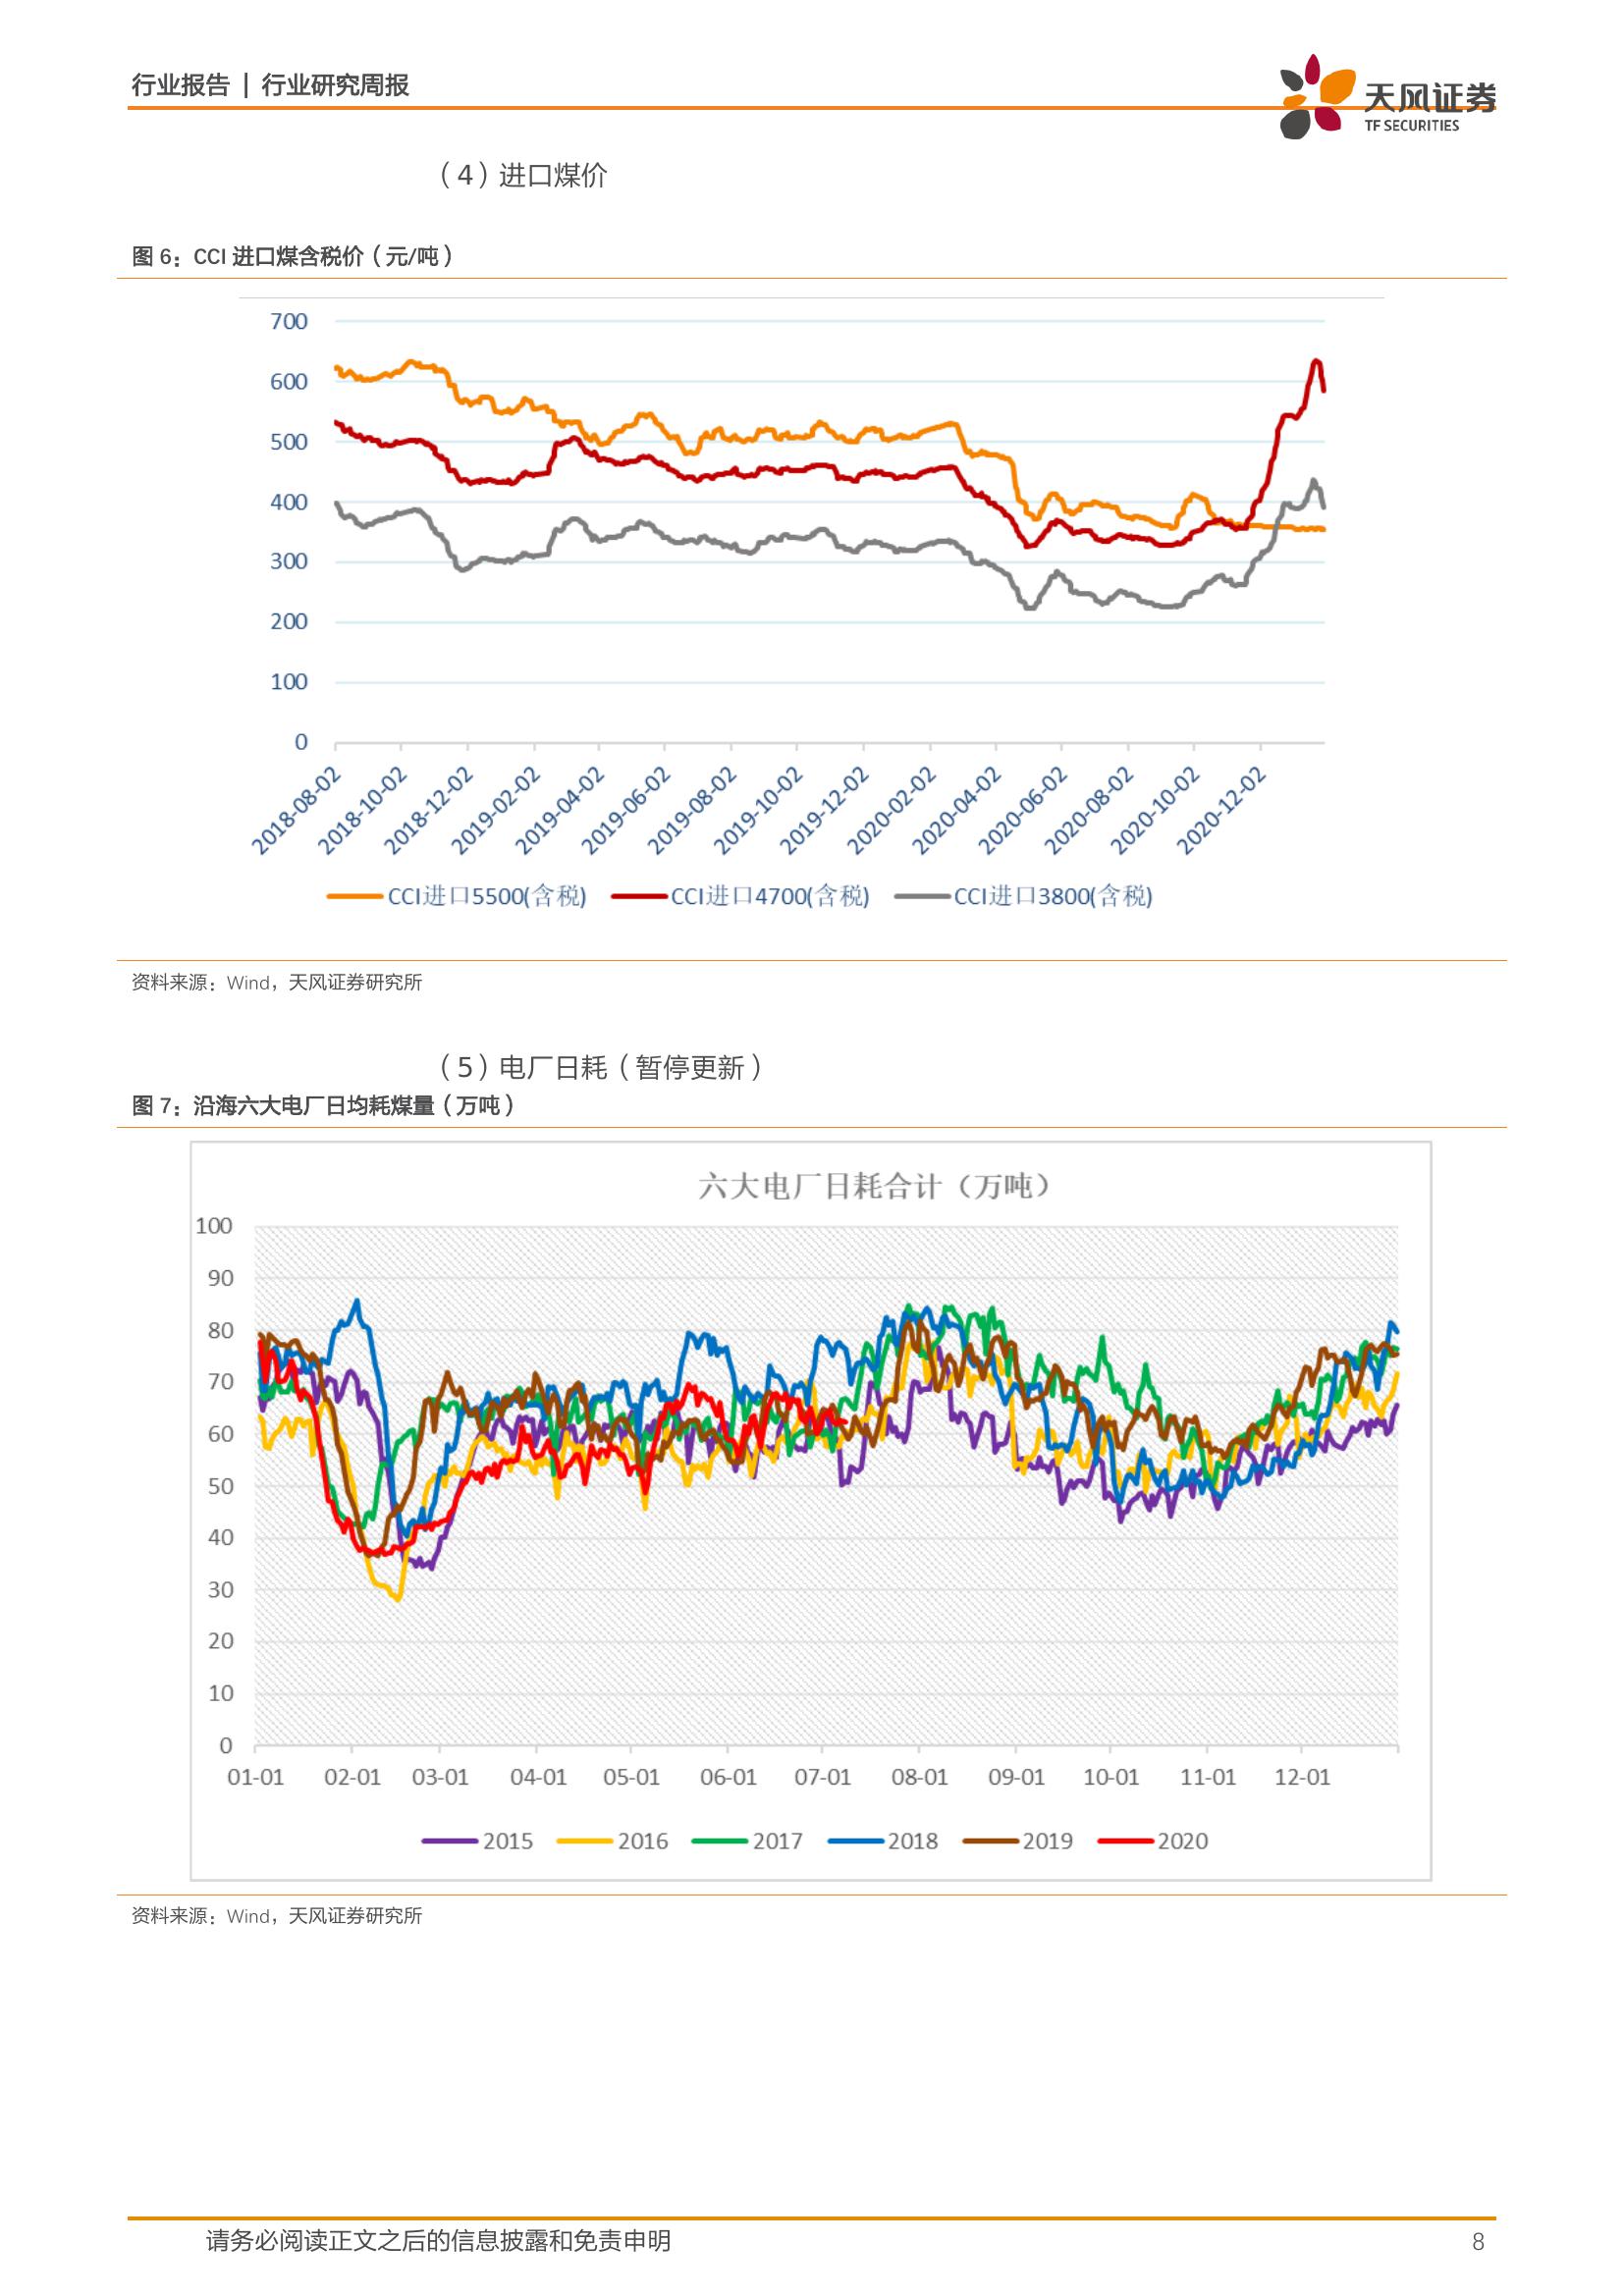 行业报告 | 行业研究周报
天风证券
TF SECURITIES
（4）进口煤价
图 6：CCI 进口煤含税价（元/吨）
700
600
500
400
300
200
100
0
2018-08-02
2018-10-02
2018-12-02
2019-02-02
2019-04-02
2019-06-02
2019-08-02
2019-10-02
2019-12-02
2020-02-02
2020-04-02
2020-06-02
2020-08-02
2020-10-02
2020-12-02
CCI进口5500(含税) CCI进口4700(含税) CCI进口3800(含税)
资料来源：Wind，天风证券研究所
（5）电厂日耗（暂停更新）
图 7：沿海六大电厂日均耗煤量（万吨）
六大电厂日耗合计（万吨）
100
90
80
70
60
50
40
30
20
10
0
01-01 02-01 03-01 04-01 05-01 06-01 07-01 08-01 09-01 10-01 11-01 12-01
2015 2016 2017 2018 2019 2020
资料来源：Wind，天风证券研究所
请务必阅读正文之后的信息披露和免责申明 8